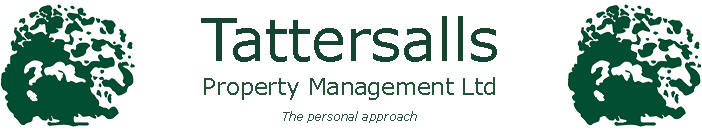 Tattersalls
Property Management Ltd
The personal approach